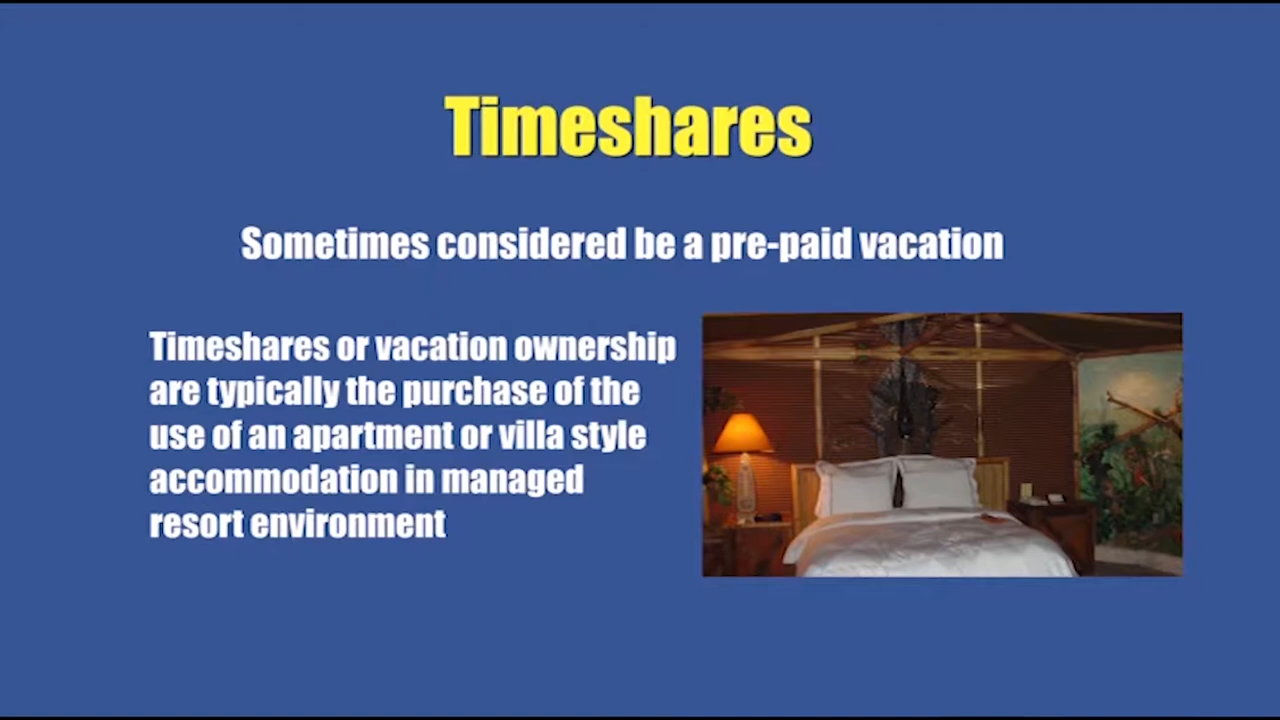 Timeshares
Sometimes considered be a pre-paid vacation
Timeshares or vacation ownership
are typically the purchase of the
use of an apartment or villa style
accommodation in managed
resort environment